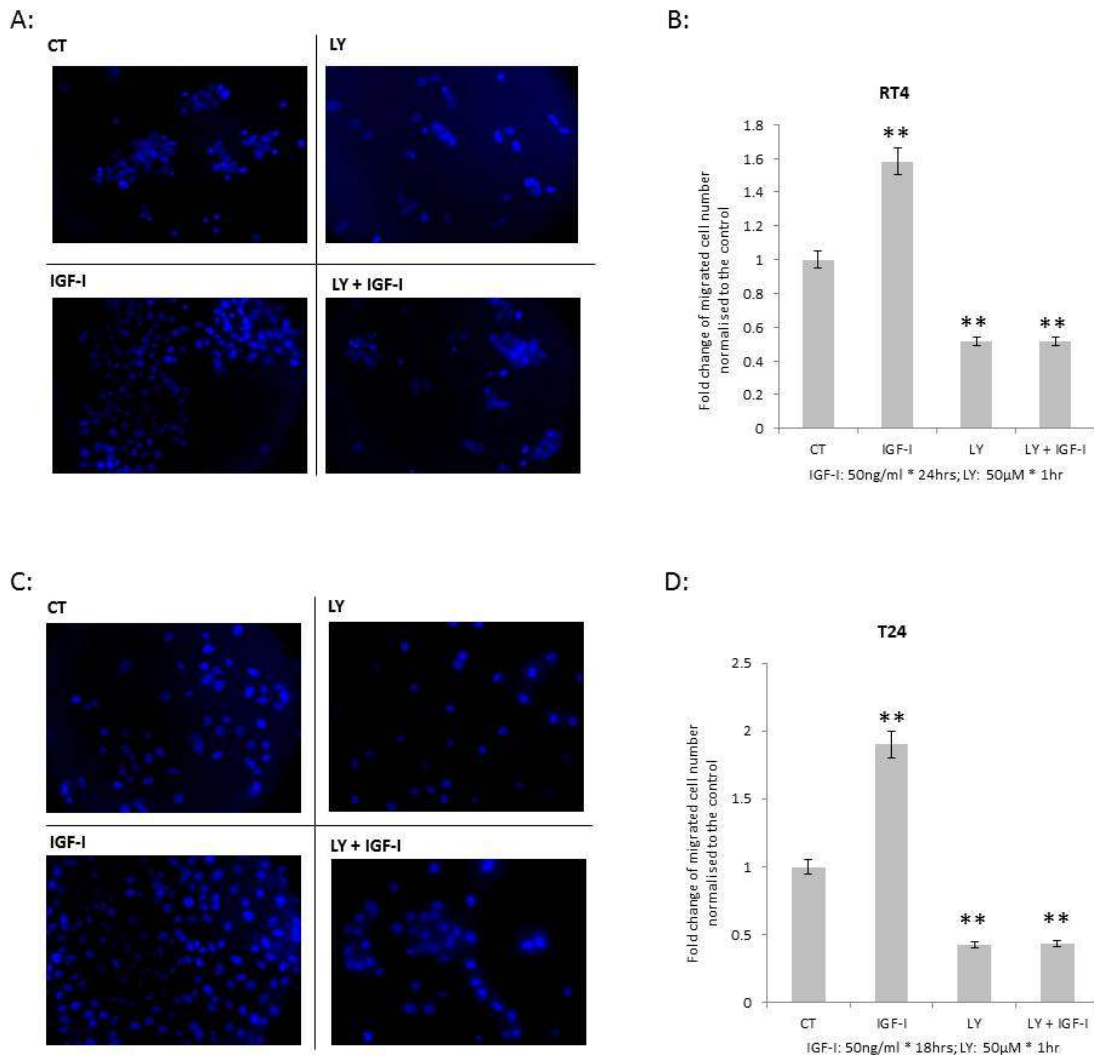 A:
CT
LY
IGF-I
LY + IGF-I
B:
RT4
Fold change of migrated cell number
normalised to the control
1.8
1.6
1.4
1.2
1
0.8
0.6
0.4
0.2
0
**
**
**
CT
IGF-I
LY
LY + IGF-I
IGF-I: 50ng/ml * 24hrs; LY: 50µM * 1hr
C:
CT
LY
IGF-I
LY + IGF-I
D:
T24
Fold change of migrated cell number
normalised to the control
2.5
2
1.5
1
0.5
0
**
**
**
CT
IGF-I
LY
LY + IGF-I
IGF-I: 50ng/ml * 18hrs; LY: 50µM * 1hr